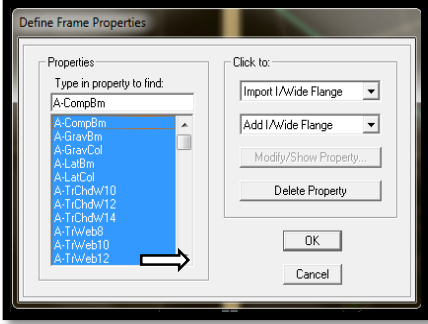 Define Frame Properties
Properties
Type in property to find:
A-CompBm
A-CompBm
A-GravBm
A-GravCol
A-LatBm
A-LatCol
A-TrChdW10
A-TrChdW12
A-TrChdW14
A-TrWeb8
A-TrWeb10
A-TrWeb12
Click to:
Import I/Wide Flange
Add I/Wide Flange
Modify/Show Property...
Delete Property
OK
Cancel